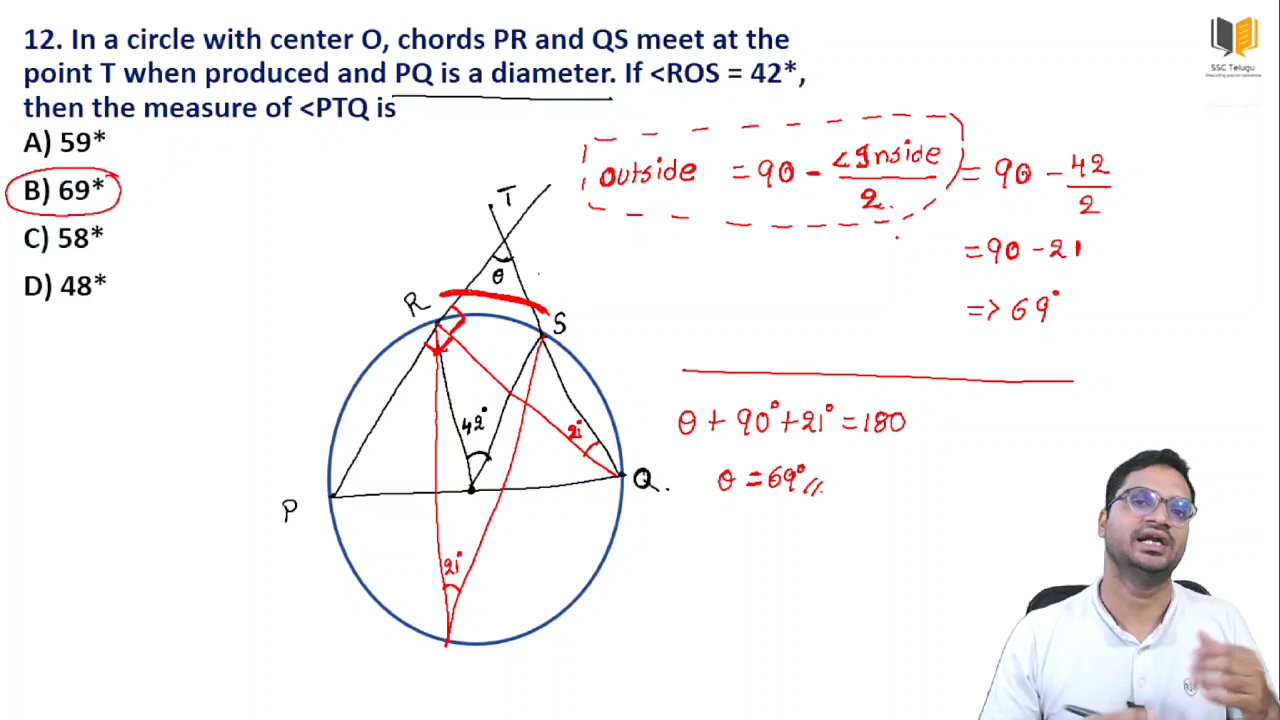 12. In a circle with center O, chords PR and QS meet at the
point T when produced and PQ is a diameter. If <ROS = 42*,
then the measure of <PTQ is
A) 59*
B) 69*
C) 58*
D) 48*
SSC Telugu
outside = 90 - <Inside/2 = 90 - 42/2
= 90 - 21
=> 69°
θ + 90° + 21° = 180
θ = 69°//
T
θ
R
S
42°
21°
P
Q.
21°